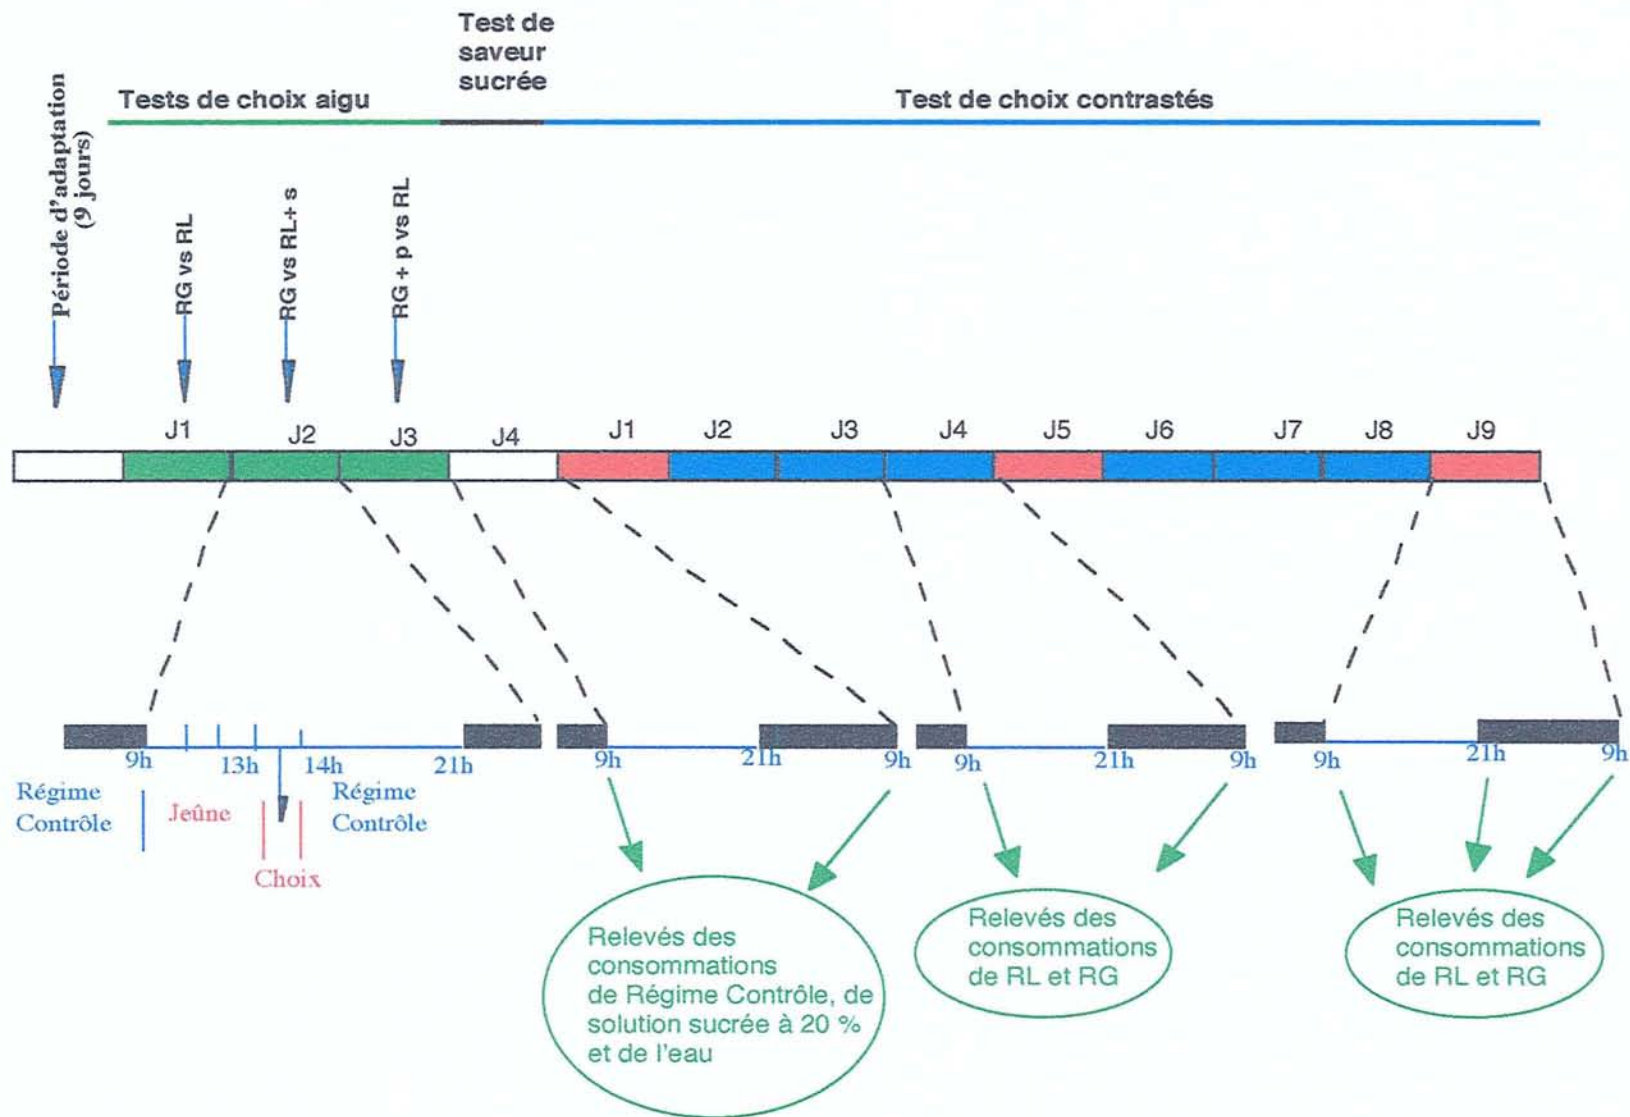 Test de
saveur
sucrée
Tests de choix aigu
Test de choix contrastés
Période d'adaptation
(9 jours)
RG vs RL
RG vs RL+ s
RG + p vs RL
J1
J2
J3
J4
J1
J2
J3
J4
J5
J6
J7
J8
J9
9h
13h
14h
21h
9h
21h
9h
9h
21h
9h
9h
21h
9h
Régime
Contrôle
Jeûne
Régime
Contrôle
Choix
Relevés des
consommations
de Régime Contrôle, de
solution sucrée à 20 %
et de l'eau
Relevés des
consommations
de RL et RG
Relevés des
consommations
de RL et RG